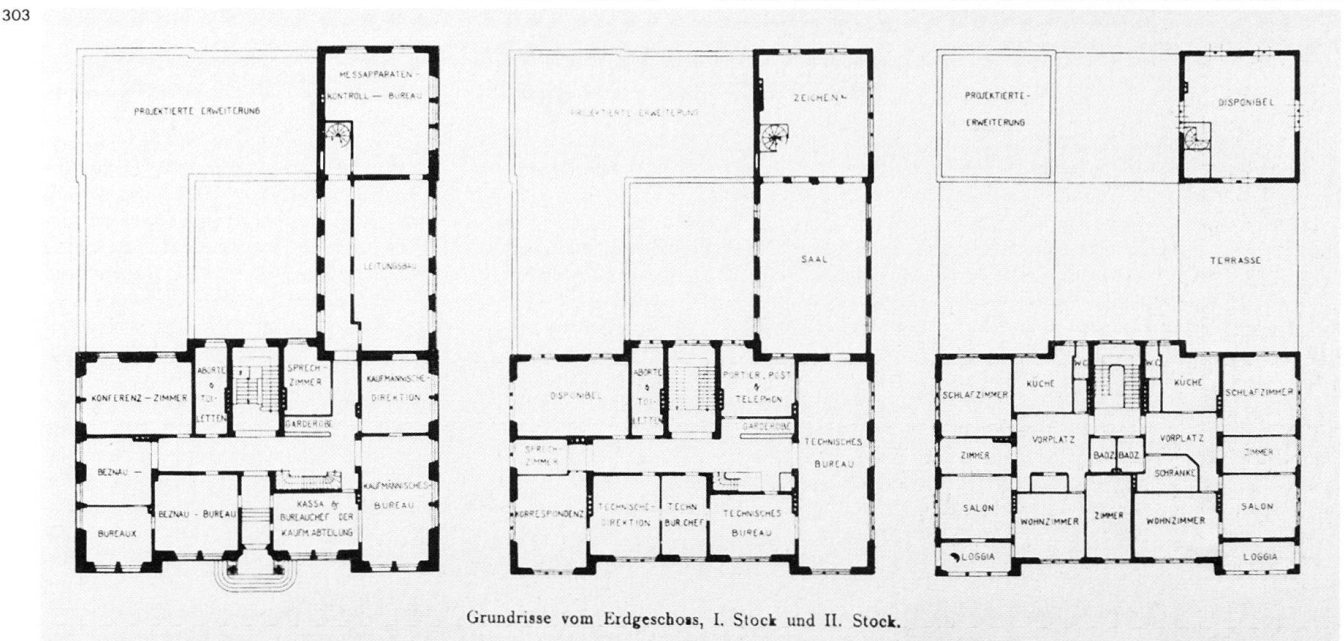 303
MESSAPPARATEN-
KONTROLL — BUREAU
PROJEKTIERTE ERWEITERUNG
LEITUNGSBAU
KONFERENZ — ZIMMER
ABORTE
&
TOI-
LETTEN
SPRECH-
ZIMMER
KAUFMÄNNISCHE-
DIREKTION
GARDEROBE
BEZNAU —
BUREAUX
BEZNAU - BUREAU
KASSA &
BUREAUCHEF DER
KAUFM. ABTEILUNG
KAUFMÄNNISCHES-
BUREAU
PROJEKTIERTE ERWEITERUNG
ZEICHEN-
SAAL
DISPONIBEL
ABORTE
&
TOI-
LETTEN
PORTIER, POST
&
TELEPHON
GARDEROBE
SPRECH-
ZIMMER
TECHNISCHES
BUREAU
KORRESPONDENZ
TECHNISCHE-
DIREKTION
TECHN.
BUR. CHEF
TECHNISCHES
BUREAU
PROJEKTIERTE-
ERWEITERUNG
DISPONIBEL
TERRASSE
SCHLAFZIMMER
KÜCHE
W.C.
W.C.
KÜCHE
SCHLAFZIMMER
ZIMMER
VORPLATZ
BADZ.
BADZ.
VORPLATZ
ZIMMER
SCHRÄNKE
SALON
WOHNZIMMER
ZIMMER
WOHNZIMMER
SALON
LOGGIA
LOGGIA
Grundrisse vom Erdgeschoss, I. Stock und II. Stock.